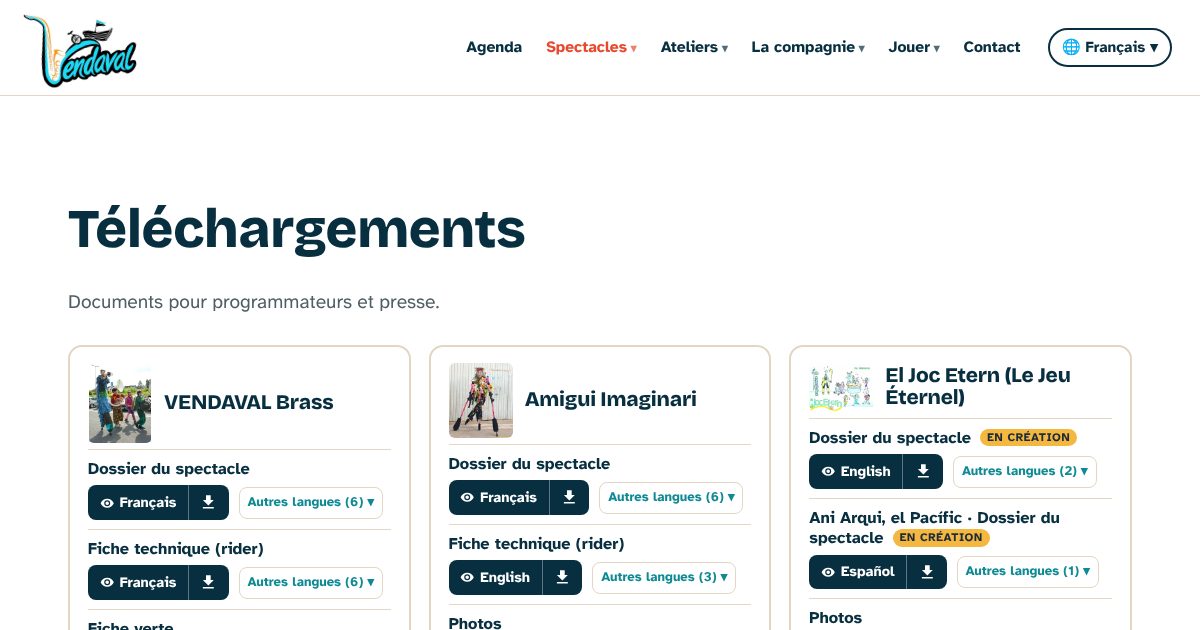 Vendaval
Agenda
Spectacles ▾
Ateliers ▾
La compagnie ▾
Jouer ▾
Contact
🌐 Français ▾
Téléchargements
Documents pour programmateurs et presse.
VENDAVAL Brass
Dossier du spectacle
Français
Autres langues (6) ▾
Fiche technique (rider)
Français
Autres langues (6) ▾
Fiche verte
Amigui Imaginari
Dossier du spectacle
Français
Autres langues (6) ▾
Fiche technique (rider)
English
Autres langues (3) ▾
Photos
El Joc Etern (Le Jeu
Éternel)
Dossier du spectacle EN CRÉATION
English
Autres langues (2) ▾
Ani Arqui, el Pacífic · Dossier du
spectacle EN CRÉATION
Español
Autres langues (1) ▾
Photos